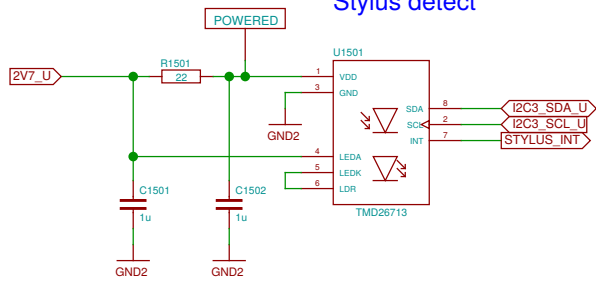 Stylus detect
POWERED
2V7_U
R1501
22
U1501
1 VDD
3 GND
4 LEDA
5 LEDK
6 LDR
SDA 8
SCL 2
INT 7
I2C3_SDA_U
I2C3_SCL_U
STYLUS_INT
TMD26713
GND2
C1501
1u
C1502
1u
GND2
GND2